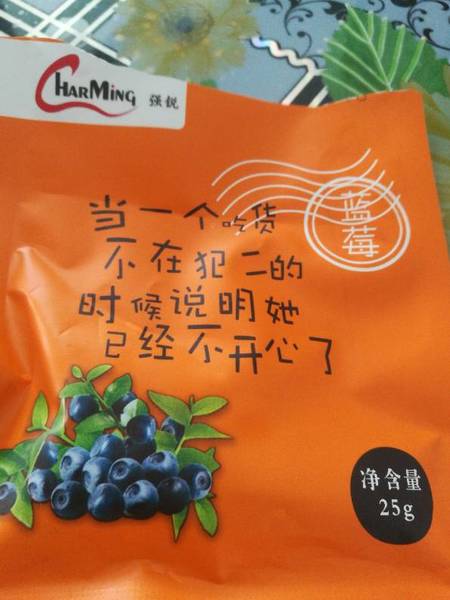 CHARMING 强锐
蓝莓
当一个吃货
不在犯二的
时候说明她
已经不开心了
净含量
25g